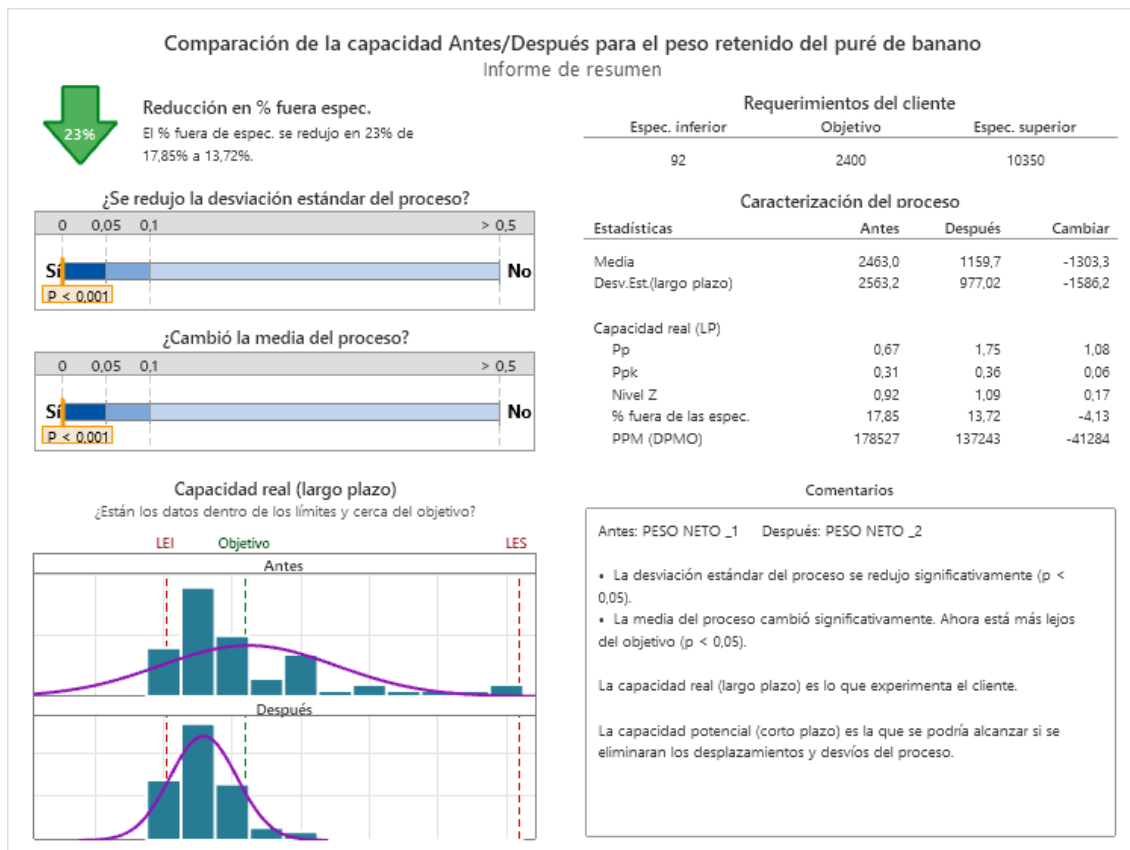 Comparación de la capacidad Antes/Después para el peso retenido del puré de banano
Informe de resumen
23%
Reducción en % fuera espec.
El % fuera de espec. se redujo en 23% de
17,85% a 13,72%.
¿Se redujo la desviación estándar del proceso?
0 0,05 0,1 > 0,5
Sí No
P < 0,001
¿Cambió la media del proceso?
0 0,05 0,1 > 0,5
Sí No
P < 0,001
Capacidad real (largo plazo)
¿Están los datos dentro de los límites y cerca del objetivo?
LEI Objetivo LES
Antes
Después
Requerimientos del cliente
Espec. inferior Objetivo Espec. superior
92 2400 10350
Caracterización del proceso
Estadísticas Antes Después Cambiar
Media 2463,0 1159,7 -1303,3
Desv.Est.(largo plazo) 2563,2 977,02 -1586,2
Capacidad real (LP)
Pp 0,67 1,75 1,08
Ppk 0,31 0,36 0,06
Nivel Z 0,92 1,09 0,17
% fuera de las espec. 17,85 13,72 -4,13
PPM (DPMO) 178527 137243 -41284
Comentarios
Antes: PESO NETO _1 Después: PESO NETO _2
• La desviación estándar del proceso se redujo significativamente (p <
0,05).
• La media del proceso cambió significativamente. Ahora está más lejos
del objetivo (p < 0,05).
La capacidad real (largo plazo) es lo que experimenta el cliente.
La capacidad potencial (corto plazo) es la que se podría alcanzar si se
eliminaran los desplazamientos y desvíos del proceso.